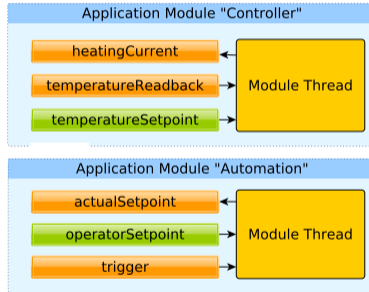 Application Module "Controller"
heatingCurrent
temperatureReadback
Module Thread
temperatureSetpoint
Application Module "Automation"
actualSetpoint
operatorSetpoint
Module Thread
trigger